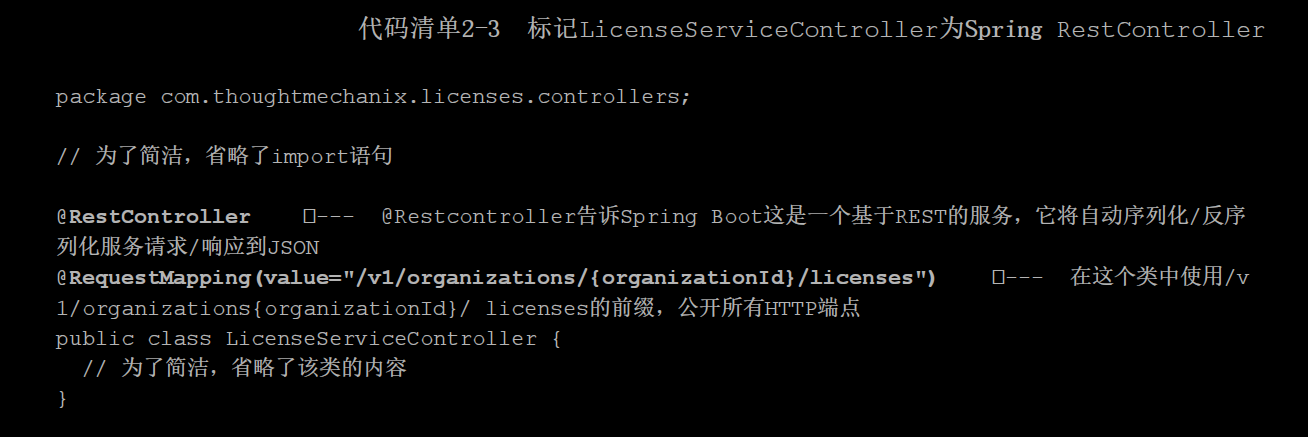 代码清单2-3 标记LicenseServiceController为Spring RestController
package com.thoughtmechanix.licenses.controllers;
// 为了简洁，省略了import语句
@RestController □--- @Restcontroller告诉Spring Boot这是一个基于REST的服务，它将自动序列化/反序
列化服务请求/响应到JSON
@RequestMapping(value="/v1/organizations/{organizationId}/licenses") □--- 在这个类中使用/v
1/organizations{organizationId}/ licenses的前缀，公开所有HTTP端点
public class LicenseServiceController {
// 为了简洁，省略了该类的内容
}